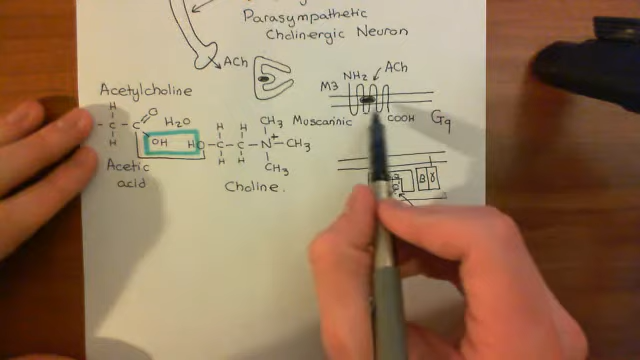 Parasympathetic
Cholinergic Neuron
ACh
Acetylcholine
H
O
– C – C
H
OH
H₂O
Acetic
acid
H H CH₃
HO – C – C – N⁺ – CH₃
H H CH₃
Choline.
ACh
NH₂
M3
Muscarinic
COOH
Gq
β γ